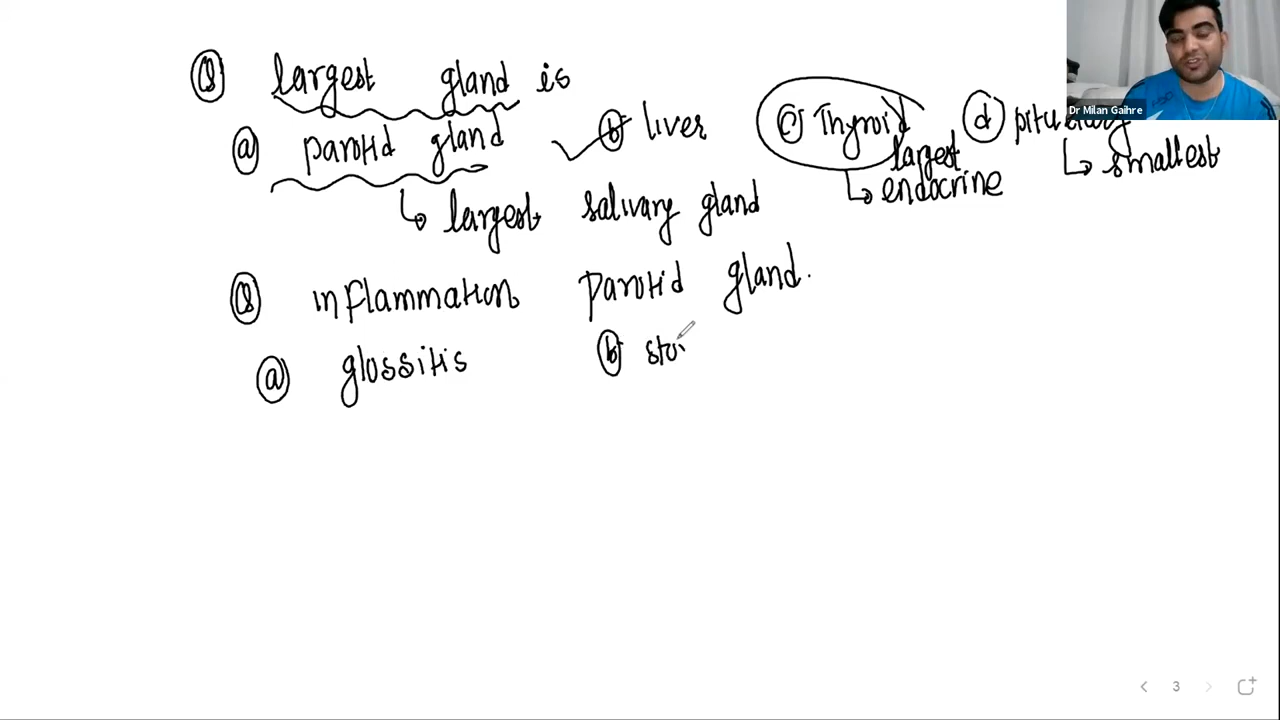 Q largest gland is
a parotid gland b liver c Thyroid d pituitary
largest
endocrine
smallest
largest salivary gland
Q inflammation parotid gland.
a glossitis b
Dr Milan Gaihre
3